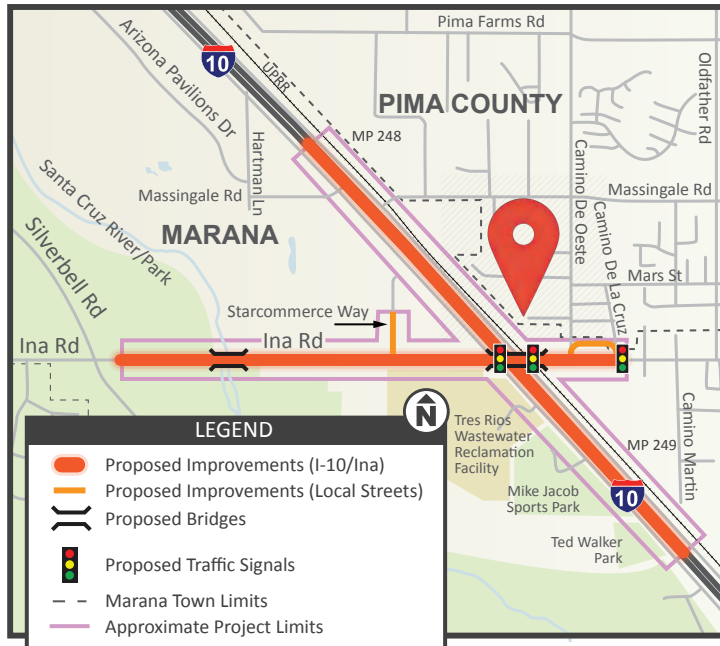 Pima Farms Rd
Arizona Pavilions Dr
10
UPRR
Oldfather Rd
PIMA COUNTY
MP 248
Hartman Ln
Camino De Oeste
Massingale Rd
Massingale Rd
Santa Cruz River/Park
MARANA
Camino De La Cruz
Silverbell Rd
Mars St
Starcommerce Way
Ina Rd
Ina Rd
N
Camino Martin
Tres Rios
Wastewater
Reclamation
Facility
MP 249
Mike Jacob
Sports Park
10
Ted Walker
Park
LEGEND
Proposed Improvements (I-10/Ina)
Proposed Improvements (Local Streets)
Proposed Bridges
Proposed Traffic Signals
Marana Town Limits
Approximate Project Limits